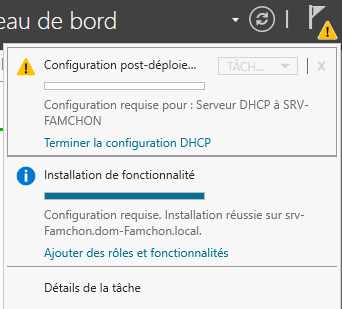 eau de bord
Configuration post-déploie...
TÂCH...
X
Configuration requise pour : Serveur DHCP à SRV-
FAMCHON
Terminer la configuration DHCP
Installation de fonctionnalité
Configuration requise. Installation réussie sur srv-
Famchon.dom-Famchon.local.
Ajouter des rôles et fonctionnalités
Détails de la tâche